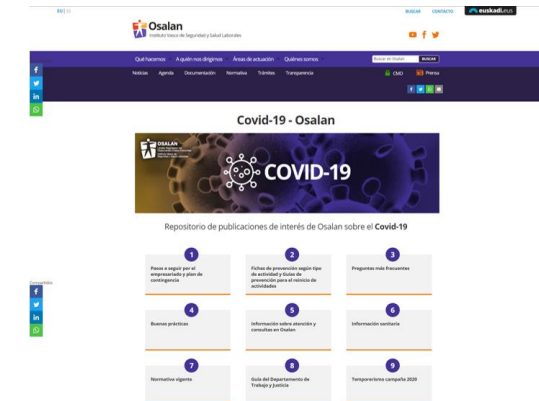 EU| ES
BUSCAR CONTACTO euskadi.eus
Osalan
Instituto Vasco de Seguridad y Salud Laborales
Qué hacemos A quién nos dirigimos Áreas de actuación Quiénes somos
Buscar en Osalan BUSCAR
Noticias Agenda Documentación Normativa Trámites Transparencia
CMO Prensa
Covid-19 - Osalan
OSALAN
COVID-19
Repositorio de publicaciones de interés de Osalan sobre el Covid-19
1
Pasos a seguir por el
empresariado y plan de
contingencia
2
Fichas de prevención según tipo
de actividad y Guías de
prevención para el reinicio de
actividades
3
Preguntas más frecuentes
Compartelo
4
Buenas prácticas
5
Información sobre atención y
consultas en Osalan
6
Información sanitaria
7
Normativa vigente
8
Guía del Departamento de
Trabajo y Justicia
9
Temporerismo campaña 2020